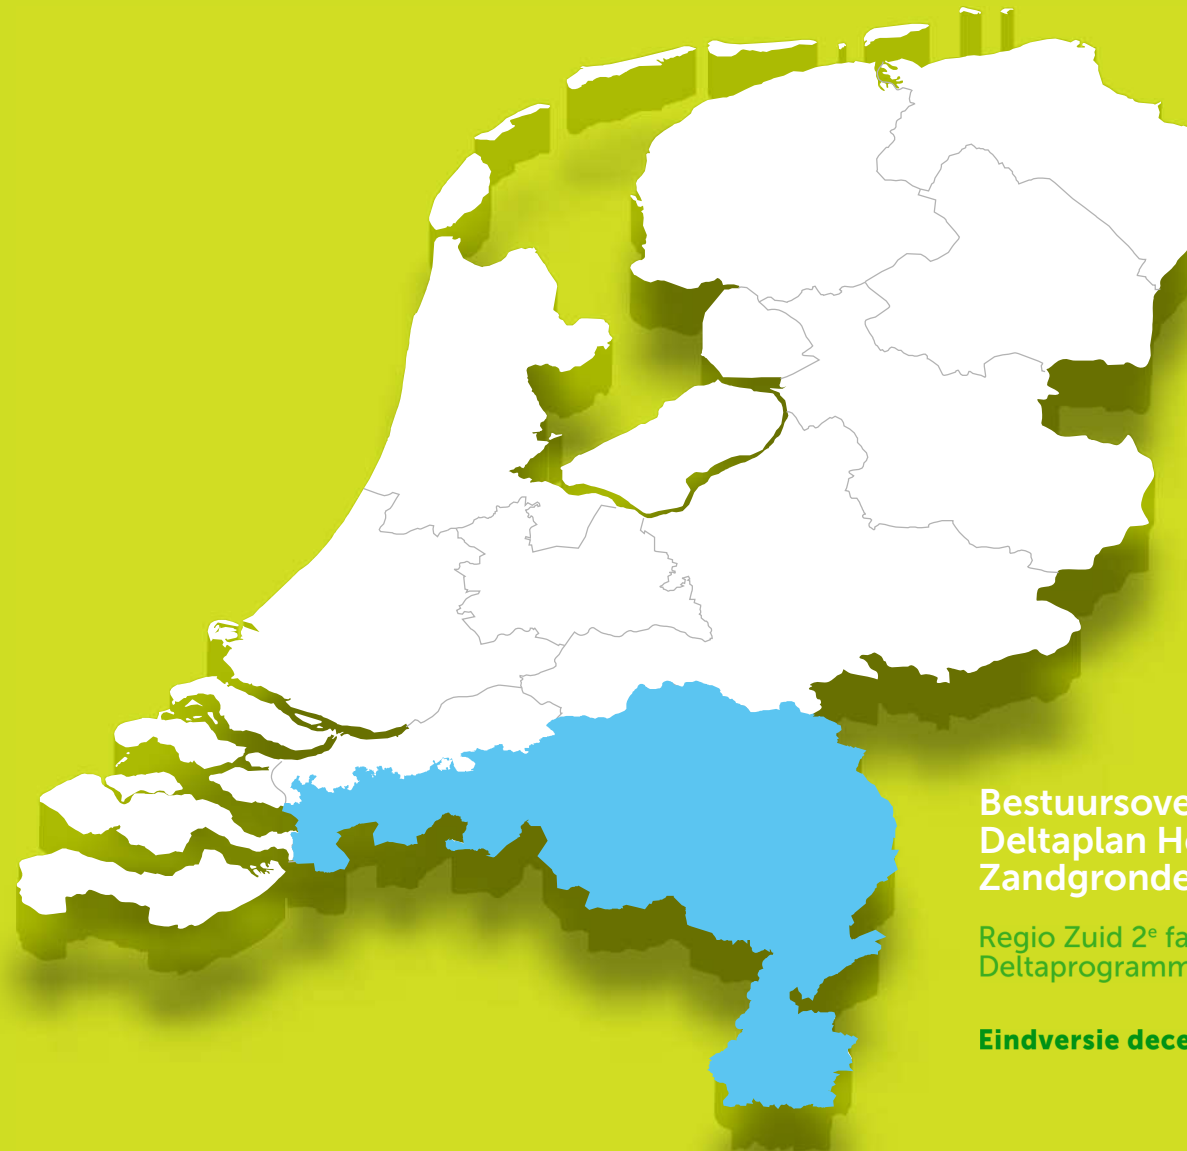 Bestuursove
Deltaplan H
Zandgronde
Regio Zuid 2e fa
Deltaprogramm
Eindversie dece